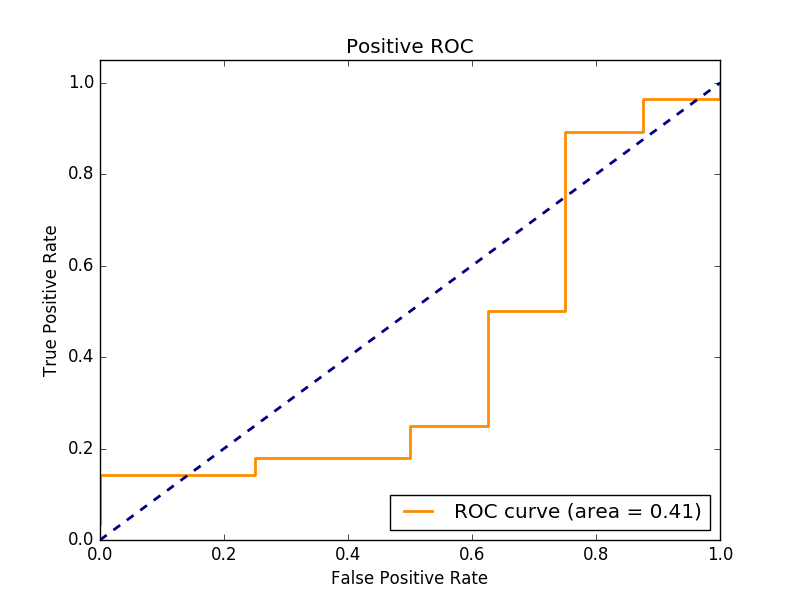 Positive ROC
True Positive Rate
1.0
0.8
0.6
0.4
0.2
0.0
ROC curve (area = 0.41)
0.0 0.2 0.4 0.6 0.8 1.0
False Positive Rate